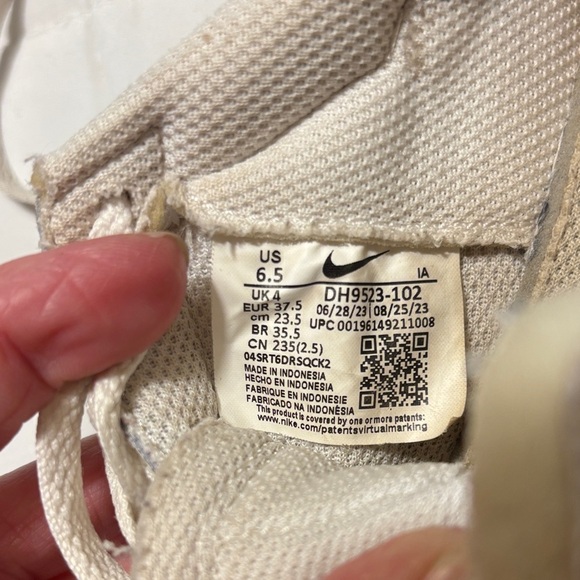 US
6.5
IA
UK 4
EUR 37.5
cm 23.5
BR 35.5
CN 235(2.5)
DH9523-102
06/28/23 08/25/23
UPC 00196149211008
04SRT6DRSQCK2
MADE IN INDONESIA
HECHO EN INDONESIA
FABRIQUE EN INDONESIE
FABRICADO NA INDONÈSIA
This product is covered by one or more patents:
www.nike.com/patentsvirtualmarking